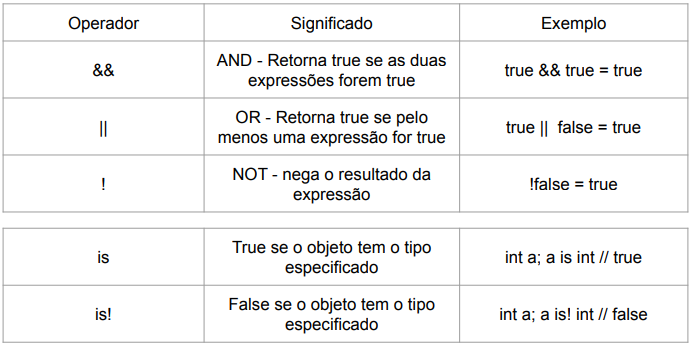 Operador Significado Exemplo
&& AND - Retorna true se as duas expressões forem true true && true = true
|| OR - Retorna true se pelo menos uma expressão for true true || false = true
! NOT - nega o resultado da expressão !false = true
is True se o objeto tem o tipo especificado int a; a is int // true
is! False se o objeto tem o tipo especificado int a; a is! int // false